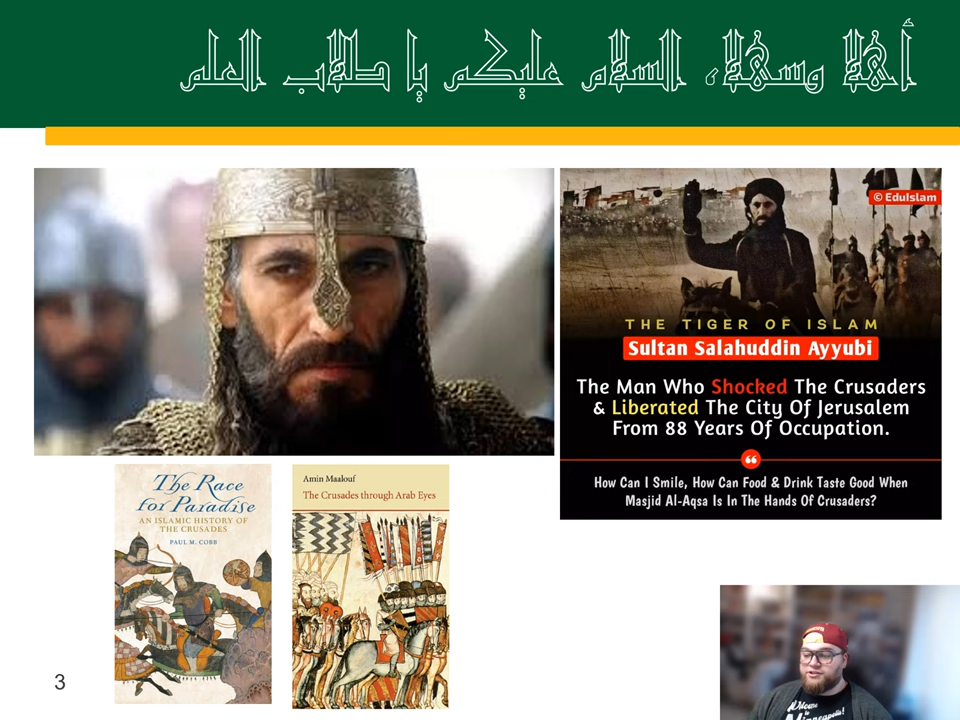 أهلا وسهلا، السلام عليكم يا طلاب العلم
© EduIslam
THE TIGER OF ISLAM
Sultan Salahuddin Ayyubi
The Man Who Shocked The Crusaders
& Liberated The City Of Jerusalem
From 88 Years Of Occupation.
“
How Can I Smile, How Can Food & Drink Taste Good When
Masjid Al-Aqsa Is In The Hands Of Crusaders?
The Race
for Paradise
AN ISLAMIC HISTORY OF
THE CRUSADES
PAUL M. COBB
Amin Maalouf
The Crusades through Arab Eyes
Welcome
to
Minneapolis!
3